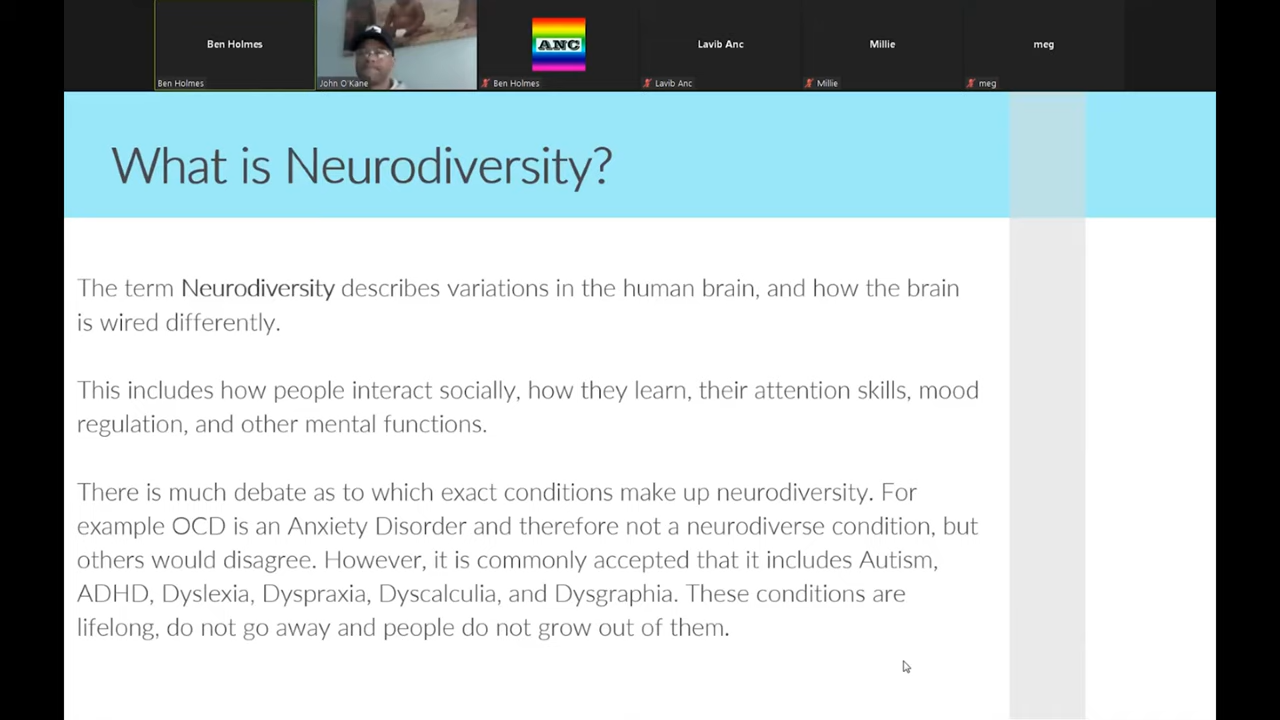 Ben Holmes
Ben Holmes
John O'Kane
ANC
Ben Holmes
Lavib Anc
Lavib Anc
Millie
Millie
meg
meg
What is Neurodiversity?
The term Neurodiversity describes variations in the human brain, and how the brain
is wired differently.
This includes how people interact socially, how they learn, their attention skills, mood
regulation, and other mental functions.
There is much debate as to which exact conditions make up neurodiversity. For
example OCD is an Anxiety Disorder and therefore not a neurodiverse condition, but
others would disagree. However, it is commonly accepted that it includes Autism,
ADHD, Dyslexia, Dyspraxia, Dyscalculia, and Dysgraphia. These conditions are
lifelong, do not go away and people do not grow out of them.